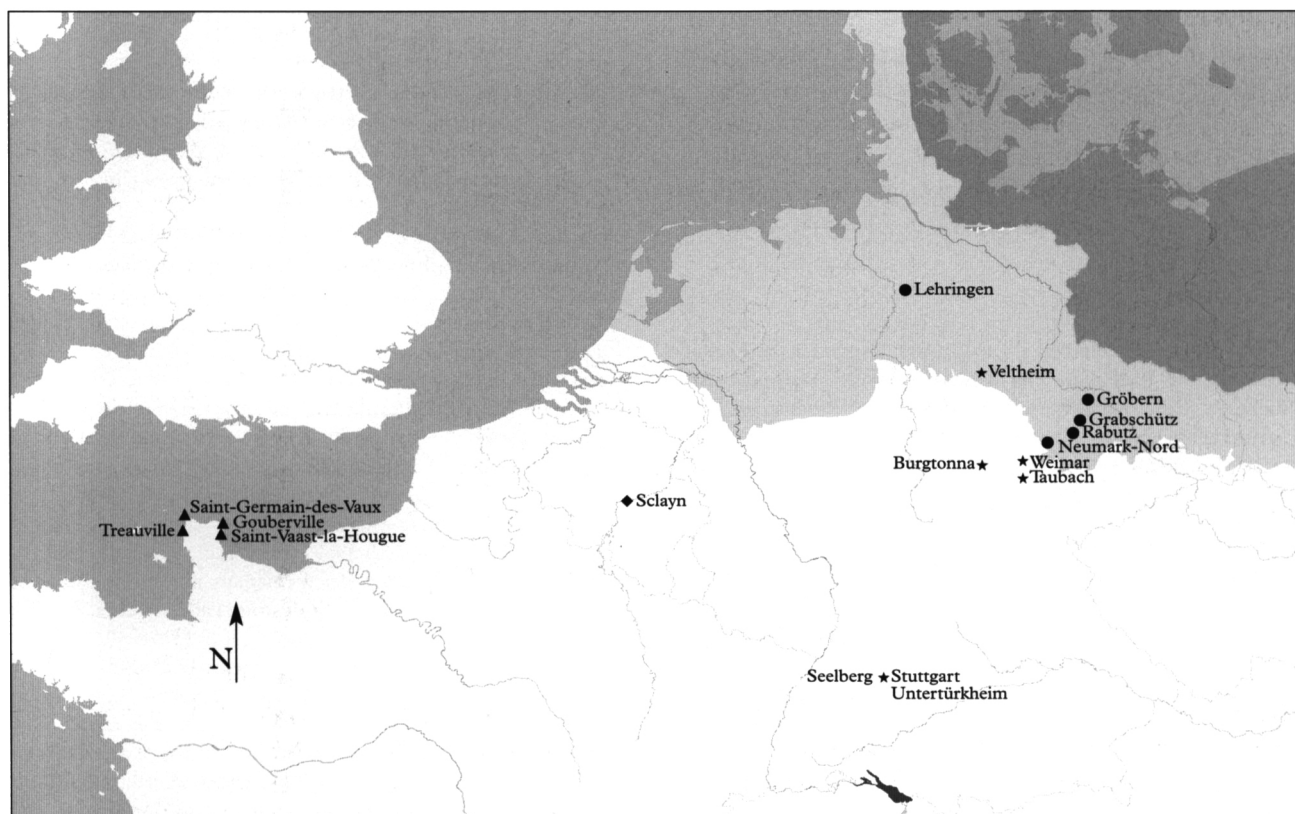 Lehringen
Veltheim
Gröbern
Grabschütz
Rabutz
Neumark-Nord
Burgtonna
Weimar
Taubach
Sclayn
Saint-Germain-des-Vaux
Gouberville
Treauville
Saint-Vaast-la-Hougue
N
Seelberg Stuttgart
Untertürkheim